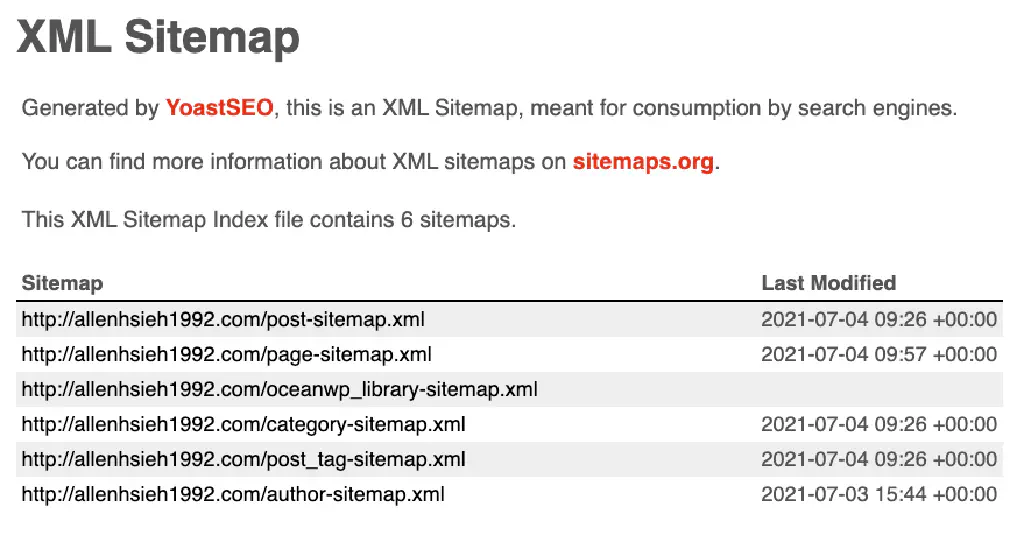 XML Sitemap
Generated by YoastSEO, this is an XML Sitemap, meant for consumption by search engines.
You can find more information about XML sitemaps on sitemaps.org.
This XML Sitemap Index file contains 6 sitemaps.
Sitemap Last Modified
http://allenhsieh1992.com/post-sitemap.xml 2021-07-04 09:26 +00:00
http://allenhsieh1992.com/page-sitemap.xml 2021-07-04 09:57 +00:00
http://allenhsieh1992.com/oceanwp_library-sitemap.xml
http://allenhsieh1992.com/category-sitemap.xml 2021-07-04 09:26 +00:00
http://allenhsieh1992.com/post_tag-sitemap.xml 2021-07-04 09:26 +00:00
http://allenhsieh1992.com/author-sitemap.xml 2021-07-03 15:44 +00:00